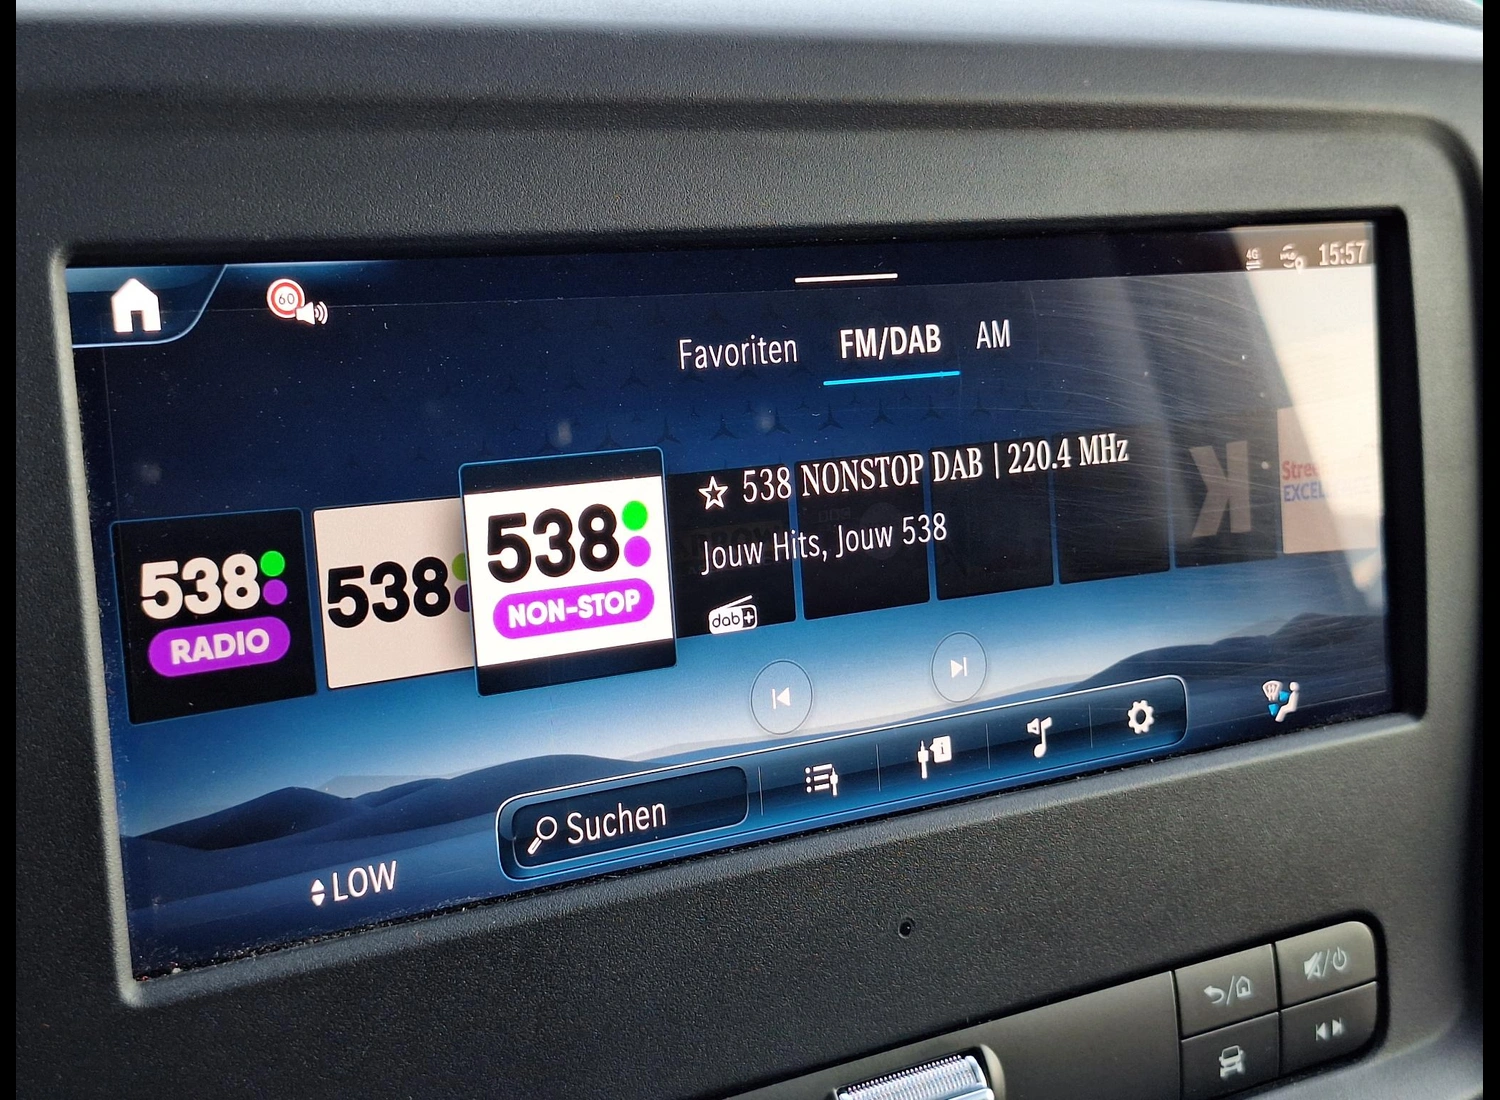 60
4G
15:57
Favoriten FM/DAB AM
538 NONSTOP DAB | 220.4 MHz
Jouw Hits, Jouw 538
dab+
538
RADIO
538
538
NON-STOP
K
Suchen
LOW